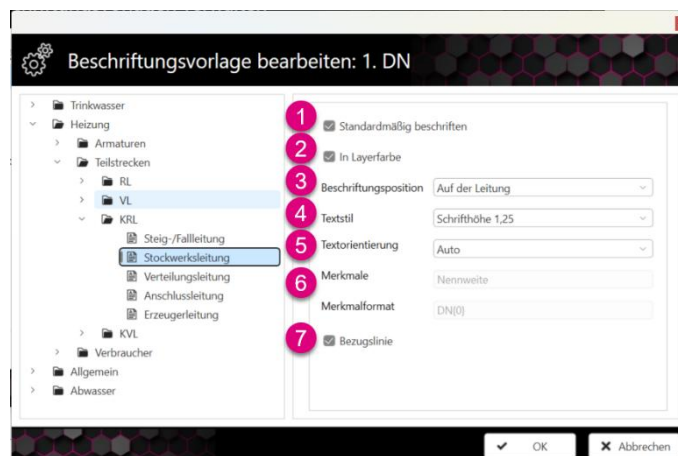 Beschriftungsvorlage bearbeiten: 1. DN
Trinkwasser
Heizung
Armaturen
Teilstrecken
RL
VL
KRL
Steig-/Fallleitung
Stockwerksleitung
Verteilungsleitung
Anschlussleitung
Erzeugerleitung
KVL
Verbraucher
Allgemein
Abwasser
1 Standardmäßig beschriften
2 In Layerfarbe
3 Beschriftungsposition Auf der Leitung
4 Textstil Schrifthöhe 1,25
5 Textorientierung Auto
6 Merkmale Nennweite
Merkmalformat DN{0}
7 Bezugslinie
OK Abbrechen